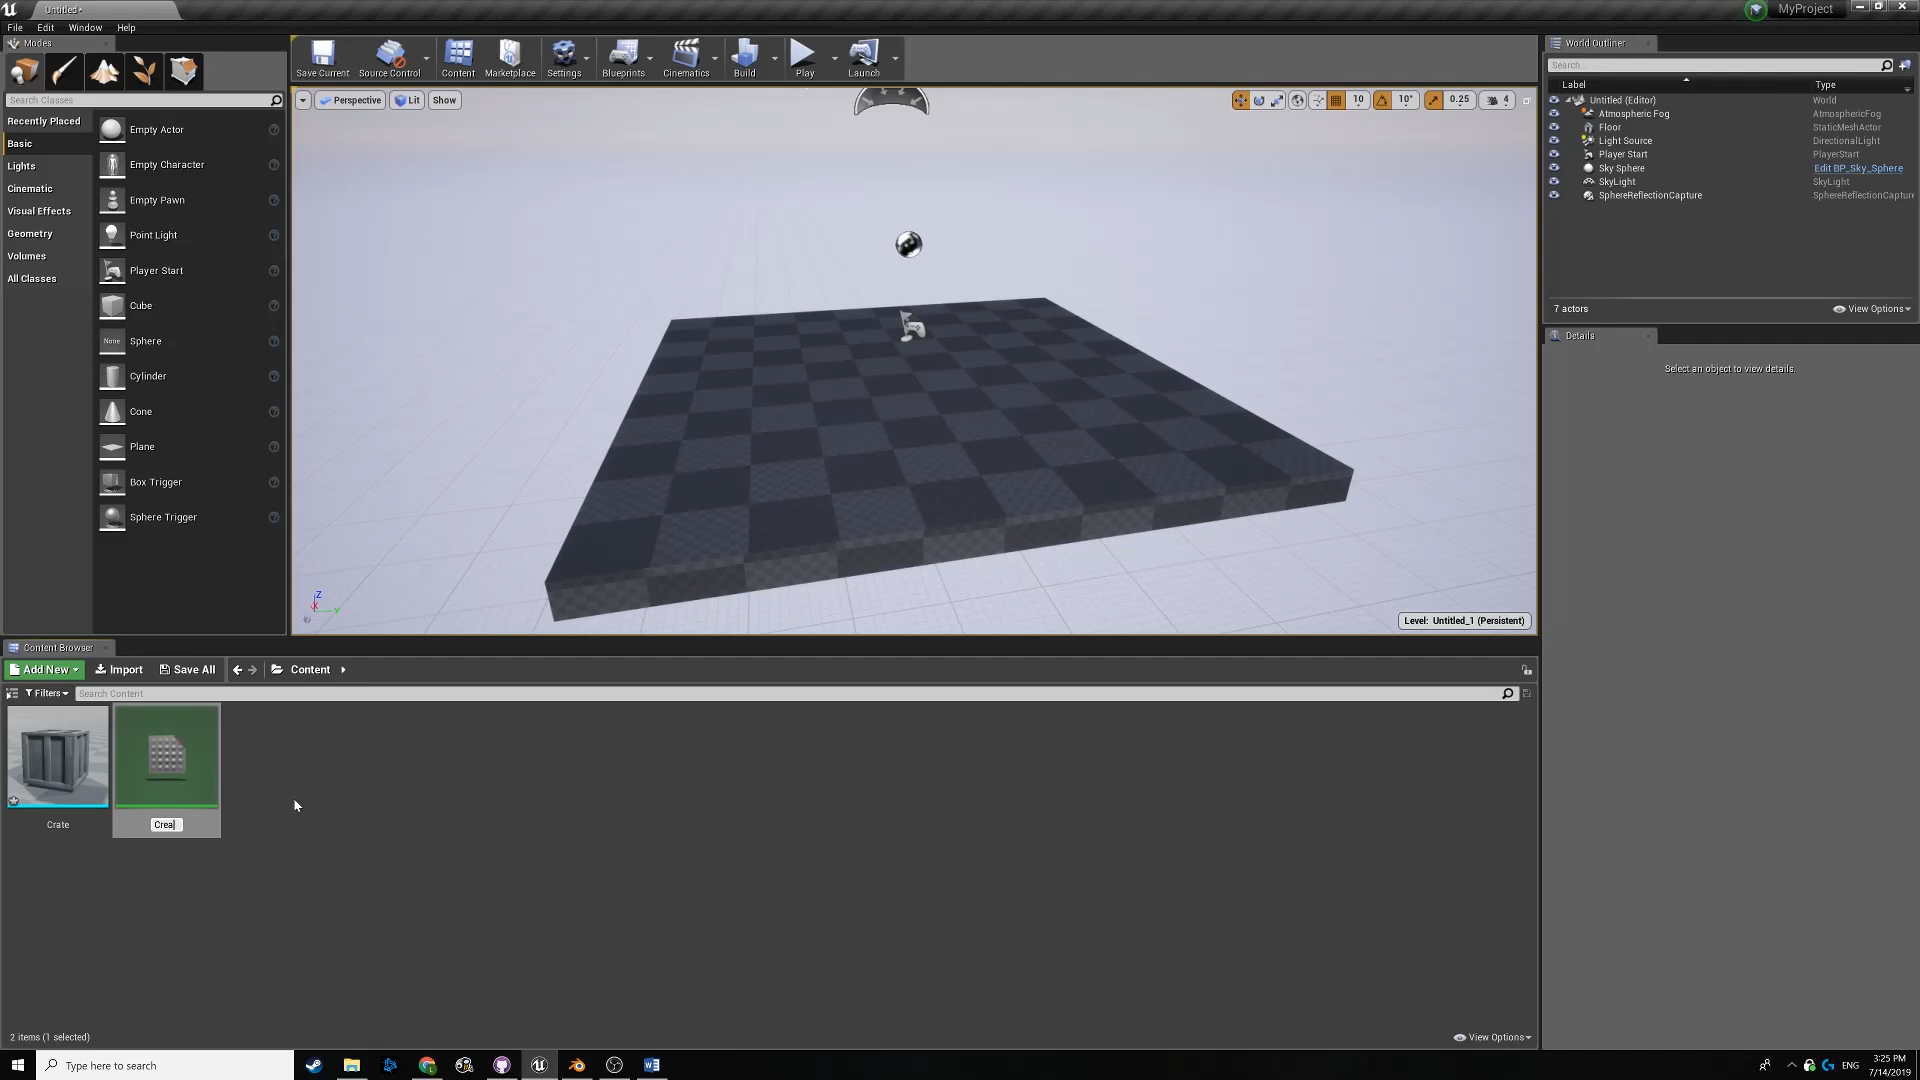 Untitled*
MyProject
File Edit Window Help
Modes
Save Current
Source Control
Content
Marketplace
Settings
Blueprints
Cinematics
Build
Play
Launch
Search Classes
Recently Placed
Basic
Lights
Cinematic
Visual Effects
Geometry
Volumes
All Classes
Empty Actor
Empty Character
Empty Pawn
Point Light
Player Start
Cube
None
Sphere
Cylinder
Cone
Plane
Box Trigger
Sphere Trigger
Perspective
Lit
Show
10
10°
0.25
4
Z
X
Y
Level: Untitled_1 (Persistent)
World Outliner
Search...
Label Type
Untitled (Editor) World
Atmospheric Fog AtmosphericFog
Floor StaticMeshActor
Light Source DirectionalLight
Player Start PlayerStart
Sky Sphere Edit BP_Sky_Sphere
SkyLight SkyLight
SphereReflectionCapture SphereReflectionCapture
7 actors
View Options
Details
Select an object to view details.
Content Browser
Add New
Import
Save All
Content
Filters
Search Content
Crate
Crea
2 items (1 selected)
View Options
Type here to search
ENG
3:25 PM
7/14/2019